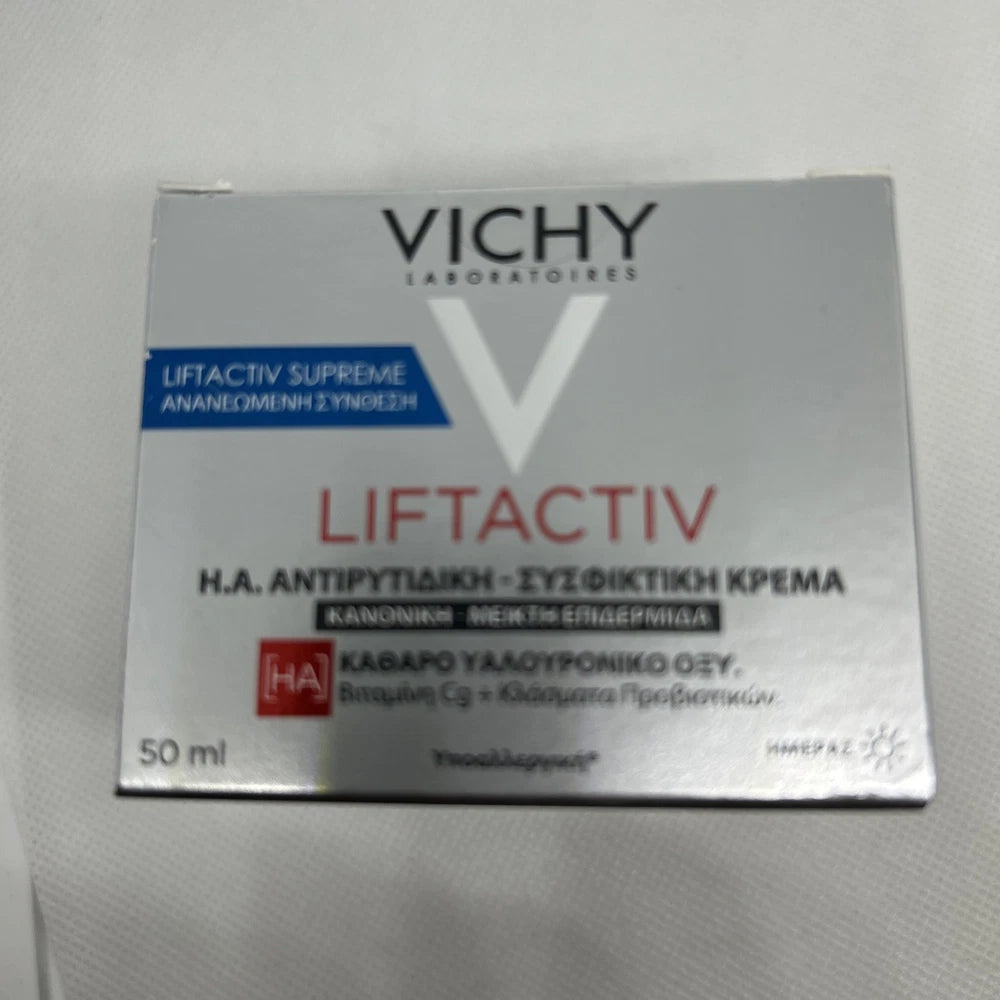 VICHY
LABORATOIRES
LIFTACTIV SUPREME
ΑΝΑΝΕΩΜΕΝΗ ΣΥΝΘΕΣΗ
LIFTACTIV
H.A. ΑΝΤΙΡΥΤΙΔΙΚΗ - ΣΥΣΦΙΚΤΙΚΗ ΚΡΕΜΑ
ΚΑΝΟΝΙΚΗ - ΜΕΙΚΤΗ ΕΠΙΔΕΡΜΙΔΑ
[HA] ΚΑΘΑΡΟ ΥΑΛΟΥΡΟΝΙΚΟ ΟΞΥ.
Βιταμίνη Cg + Κλάσματα Προβιοτικών.
50 ml
Υποαλλεργική*
ΗΜΕΡΑΣ